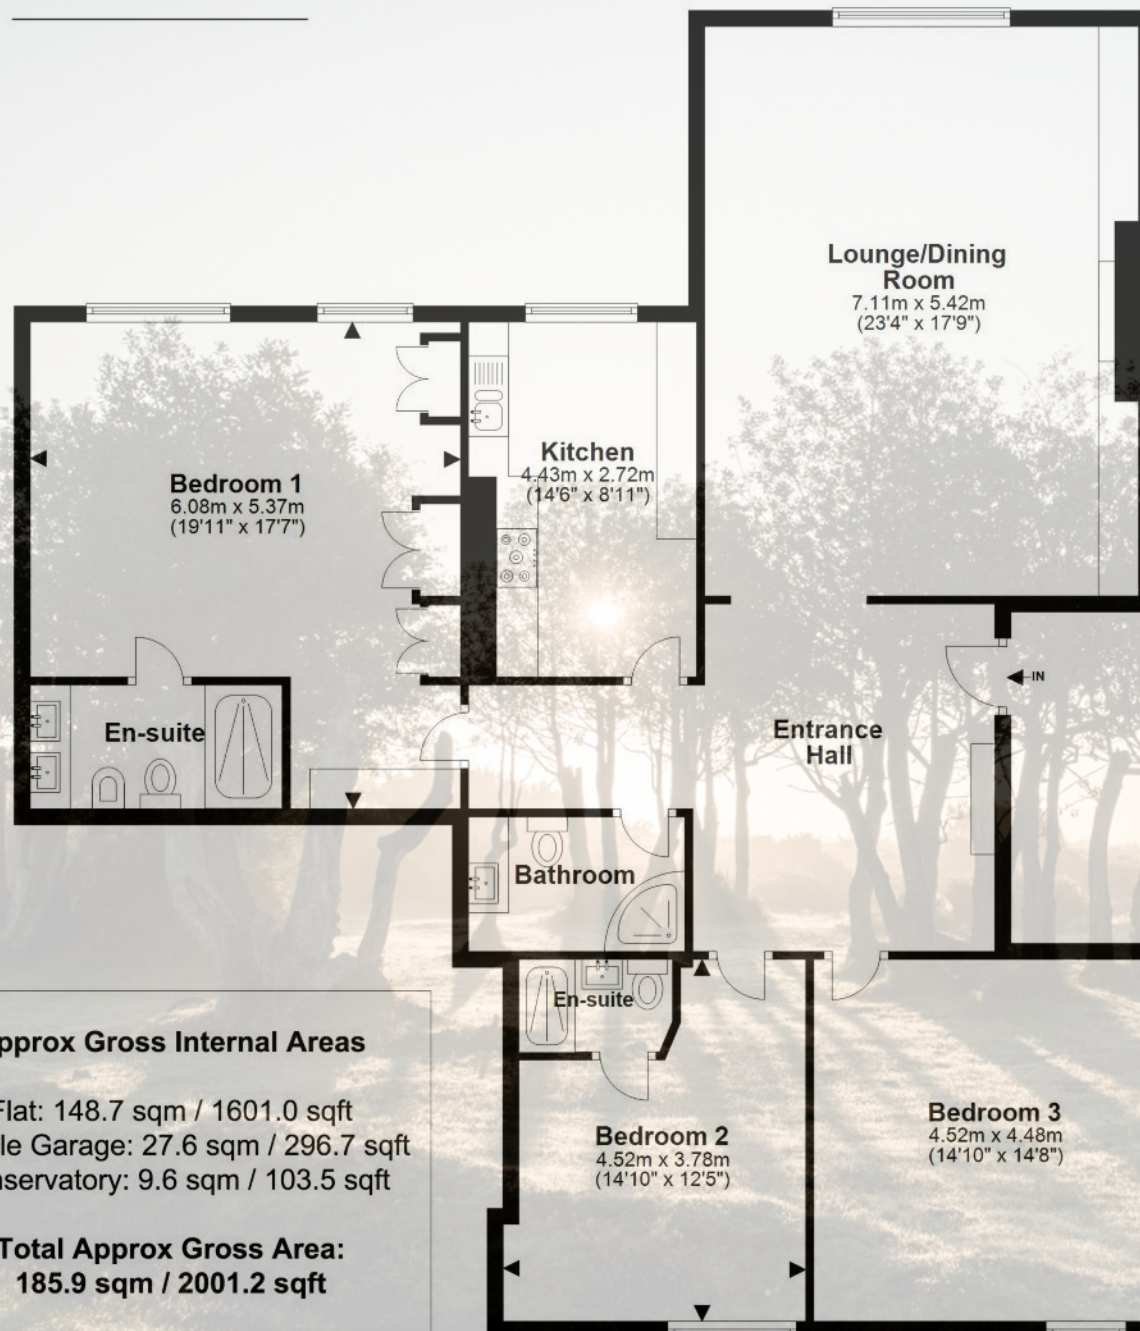 Lounge/Dining
Room
7.11m x 5.42m
(23'4" x 17'9")
Kitchen
4.43m x 2.72m
(14'6" x 8'11")
Bedroom 1
6.08m x 5.37m
(19'11" x 17'7")
IN
En-suite
Entrance
Hall
Bathroom
En-suite
Bedroom 2
4.52m x 3.78m
(14'10" x 12'5")
Bedroom 3
4.52m x 4.48m
(14'10" x 14'8")
pprox Gross Internal Areas
Flat: 148.7 sqm / 1601.0 sqft
le Garage: 27.6 sqm / 296.7 sqft
nservatory: 9.6 sqm / 103.5 sqft
Total Approx Gross Area:
185.9 sqm / 2001.2 sqft